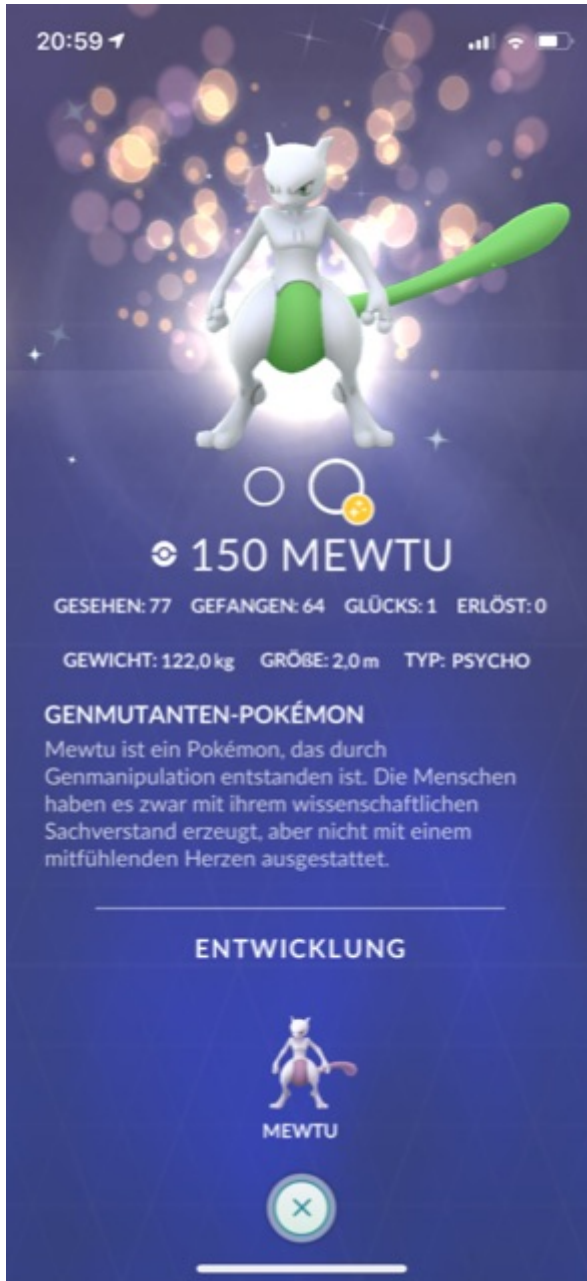 20:59
150 MEWTU
GESEHEN: 77 GEFANGEN: 64 GLÜCKS: 1 ERLÖST: 0
GEWICHT: 122,0 kg GRÖßE: 2,0 m TYP: PSYCHO
GENMUTANTEN-POKÉMON
Mewtu ist ein Pokémon, das durch
Genmanipulation entstanden ist. Die Menschen
haben es zwar mit ihrem wissenschaftlichen
Sachverstand erzeugt, aber nicht mit einem
mitfühlenden Herzen ausgestattet.
ENTWICKLUNG
MEWTU